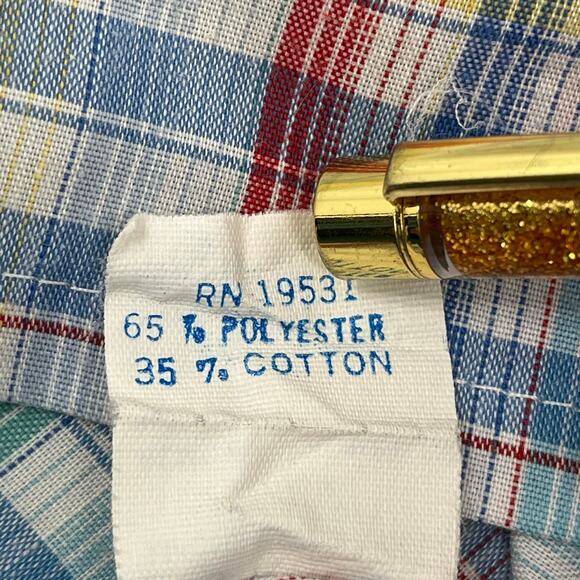 RN 19531
65 % POLYESTER
35 %. COTTON